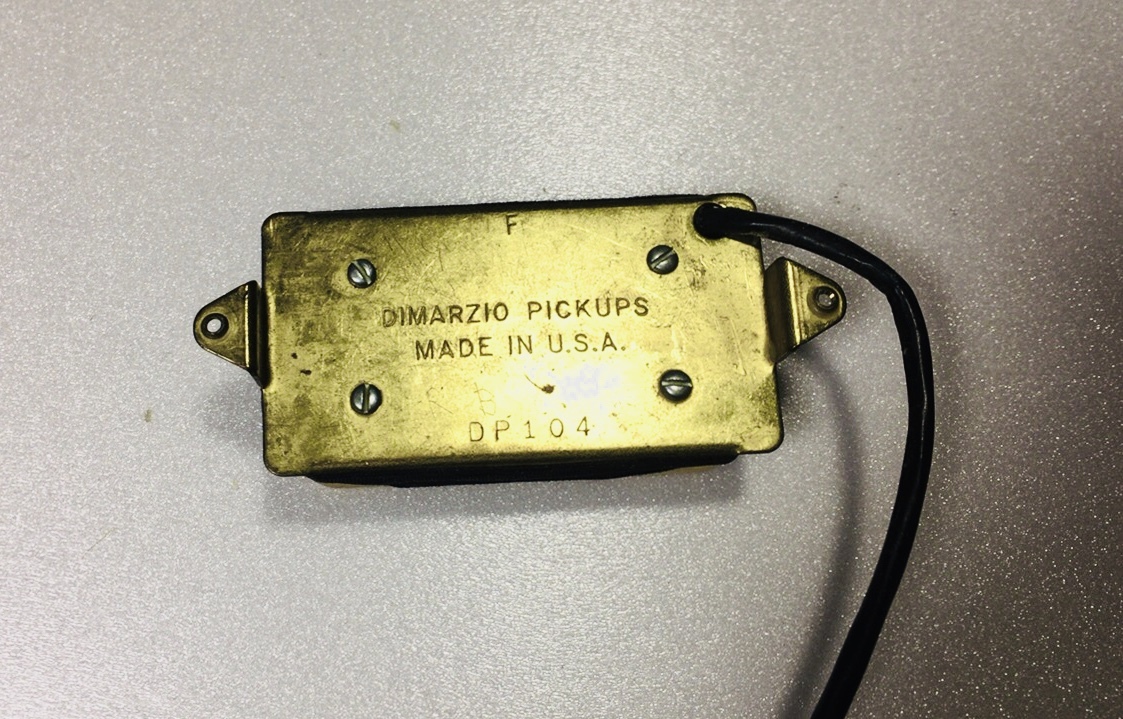 F
DIMARZIO PICKUPS
MADE IN U.S.A.
DP104